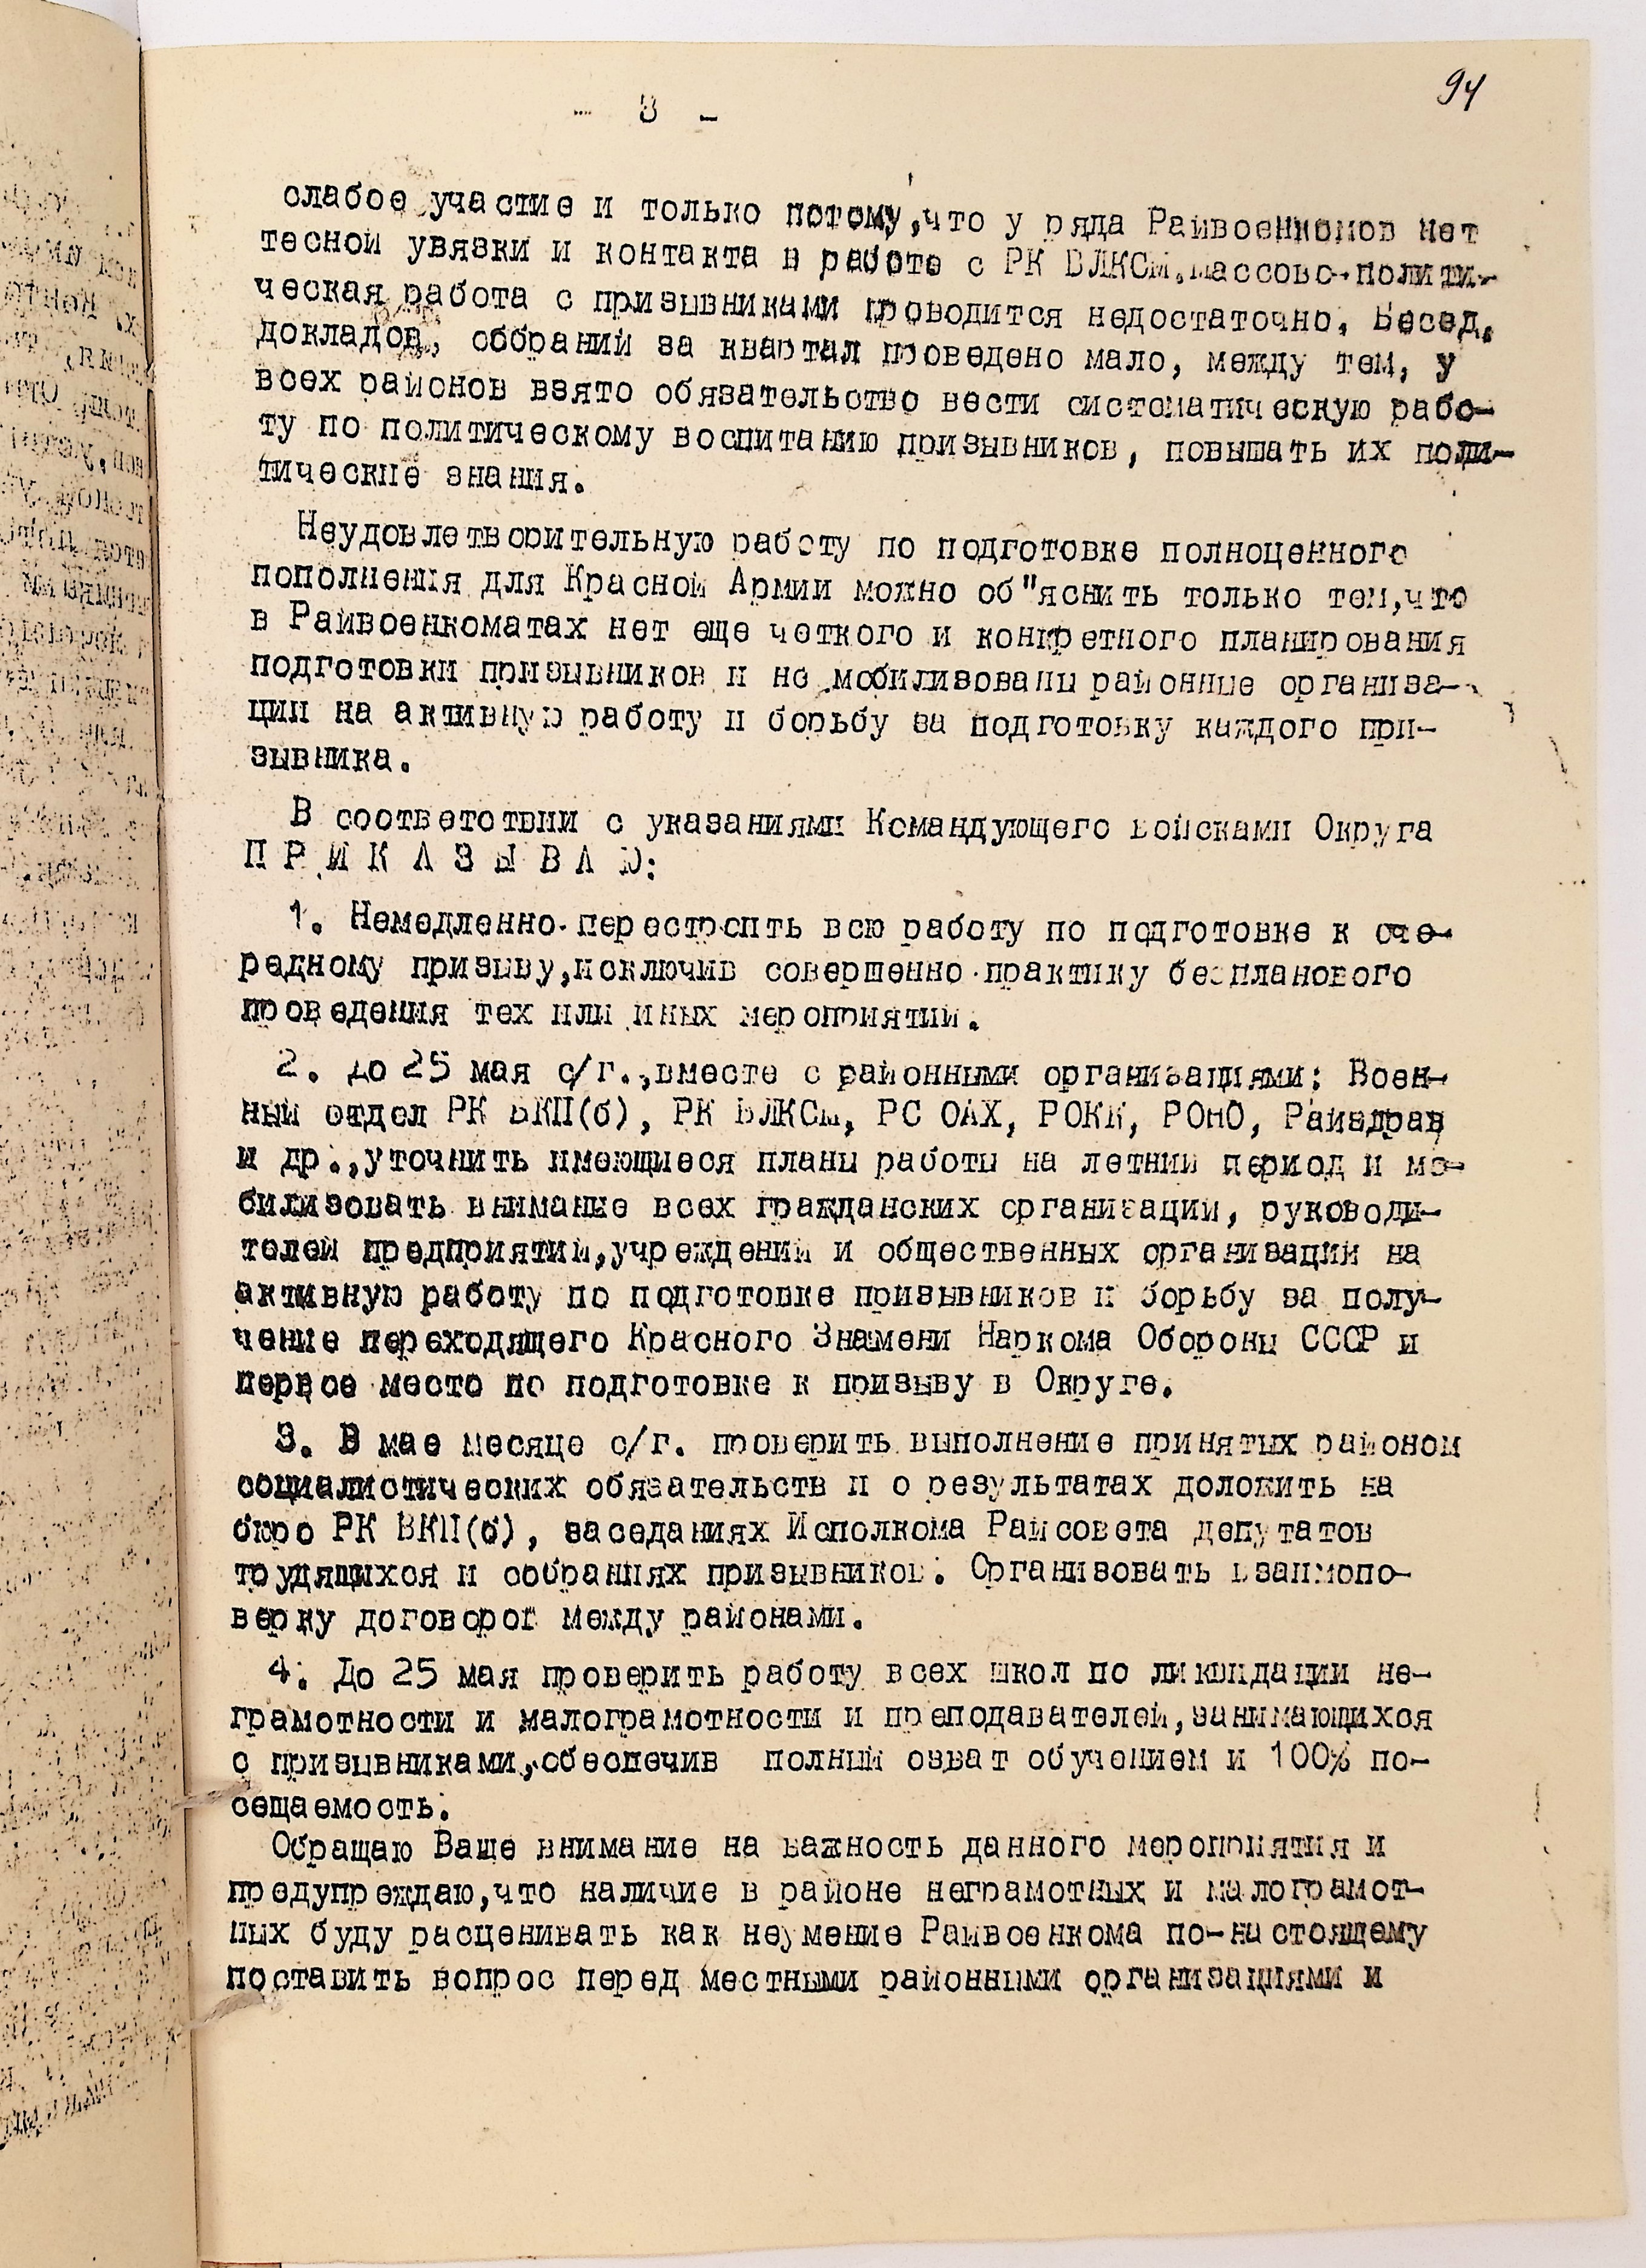 94
- 3 -
слабое участие и только потому,что у ряда Райвоенкомов нет
тесной увязки и контакта в работе с РК ВЛКСМ.Массово-полити-
ческая работа с призывниками проводится недостаточно. Бесед,
докладов, собраний за квартал проведено мало, между тем, у
всех районов взято обязательство вести систематическую рабо-
ту по политическому воспитанию призывников, повышать их поли-
тические знания.
Неудовлетворительную работу по подготовке полноценного
пополнения для Красной Армии можно об"яснить только тем,что
в Райвоенкоматах нет еще четкого и конкретного планирования
подготовки призывников и не мобилизованы районные организа-
ции на активную работу и борьбу за подготовку каждого при-
зывника.
В соответствии с указаниями Командующего войсками Округа
П Р И К А З Ы В А Ю:
1. Немедленно перестроить всю работу по подготовке к оче-
редному призыву,исключив совершенно практику бесланового
проведения тех или иных мероприятий.
2. До 25 мая с/г.,вместе с районными организациями: Воен-
ный отдел РК ВКП(б), РК ВЛКСМ, РС ОАХ, РОКК, РОНО, Райздрав
и др.,уточнить имеющиеся планы работы на летний период и мо-
билизовать внимание всех гражданских организаций, руководи-
телей предприятий,учреждений и общественных организаций на
активную работу по подготовке призывников и борьбу за полу-
чение переходящего Красного Знамени Наркома Обороны СССР и
первое место по подготовке к призыву в Округе.
3. В мае месяце с/г. проверить выполнение принятых районом
социалистических обязательств и о результатах доложить на
бюро РК ВКП(б), заседаниях Исполкома Райсовета депутатов
трудящихся и собраниях призывников. Организовать взаимопо-
верку договоров между районами.
4. До 25 мая проверить работу всех школ по ликвидации не-
грамотности и малограмотности и преподавателей,занимающихся
с призывниками,обеспечив полный охват обучением и 100% по-
сещаемость.
Обращаю Ваше внимание на важность данного мероприятия и
предупреждаю,что наличие в районе неграмотных и малограмот-
ных буду расценивать как неумение Райвоенкома по-настоящему
поставить вопрос перед местными районными организациями и